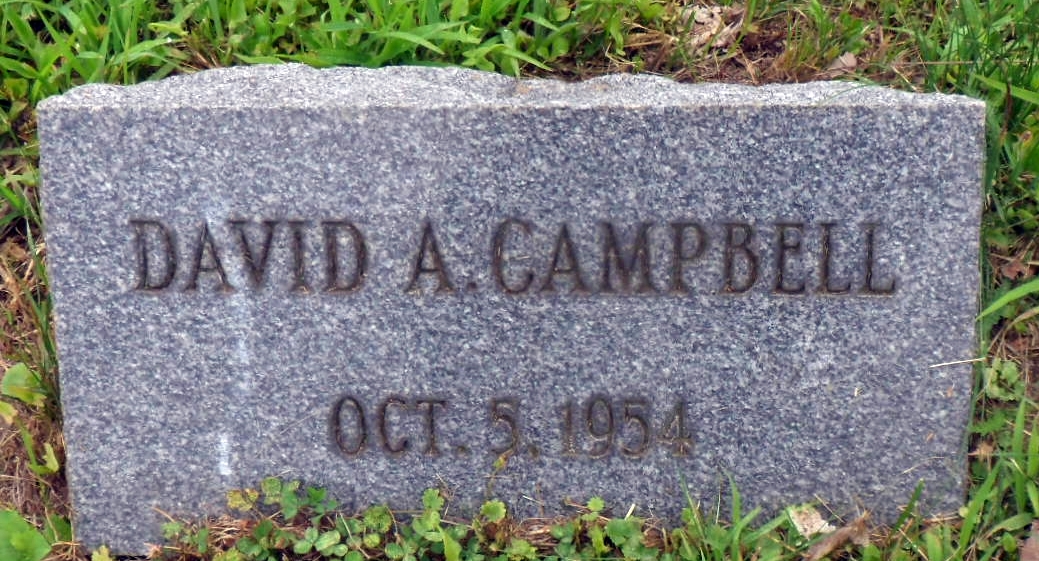 DAVID A. CAMPBELL
OCT. 5, 1954